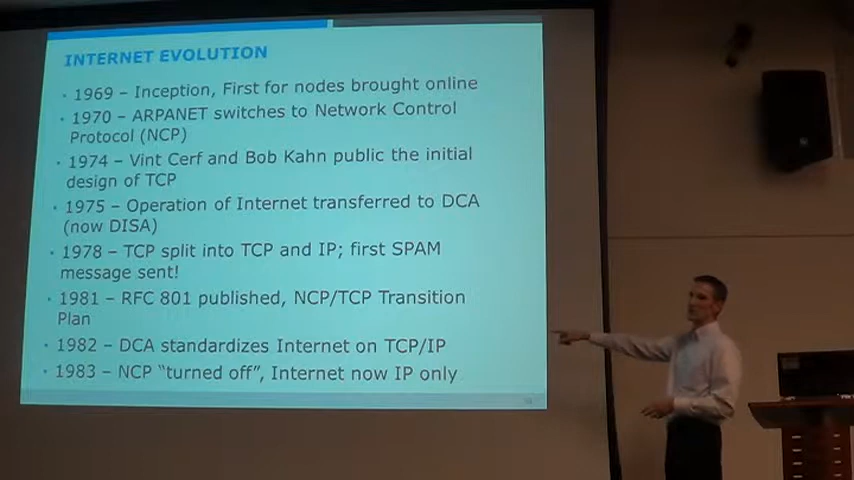 INTERNET EVOLUTION
• 1969 – Inception, First for nodes brought online
• 1970 – ARPANET switches to Network Control
Protocol (NCP)
• 1974 – Vint Cerf and Bob Kahn public the initial
design of TCP
• 1975 – Operation of Internet transferred to DCA
(now DISA)
• 1978 – TCP split into TCP and IP; first SPAM
message sent!
• 1981 – RFC 801 published, NCP/TCP Transition
Plan
• 1982 – DCA standardizes Internet on TCP/IP
• 1983 – NCP “turned off”, Internet now IP only